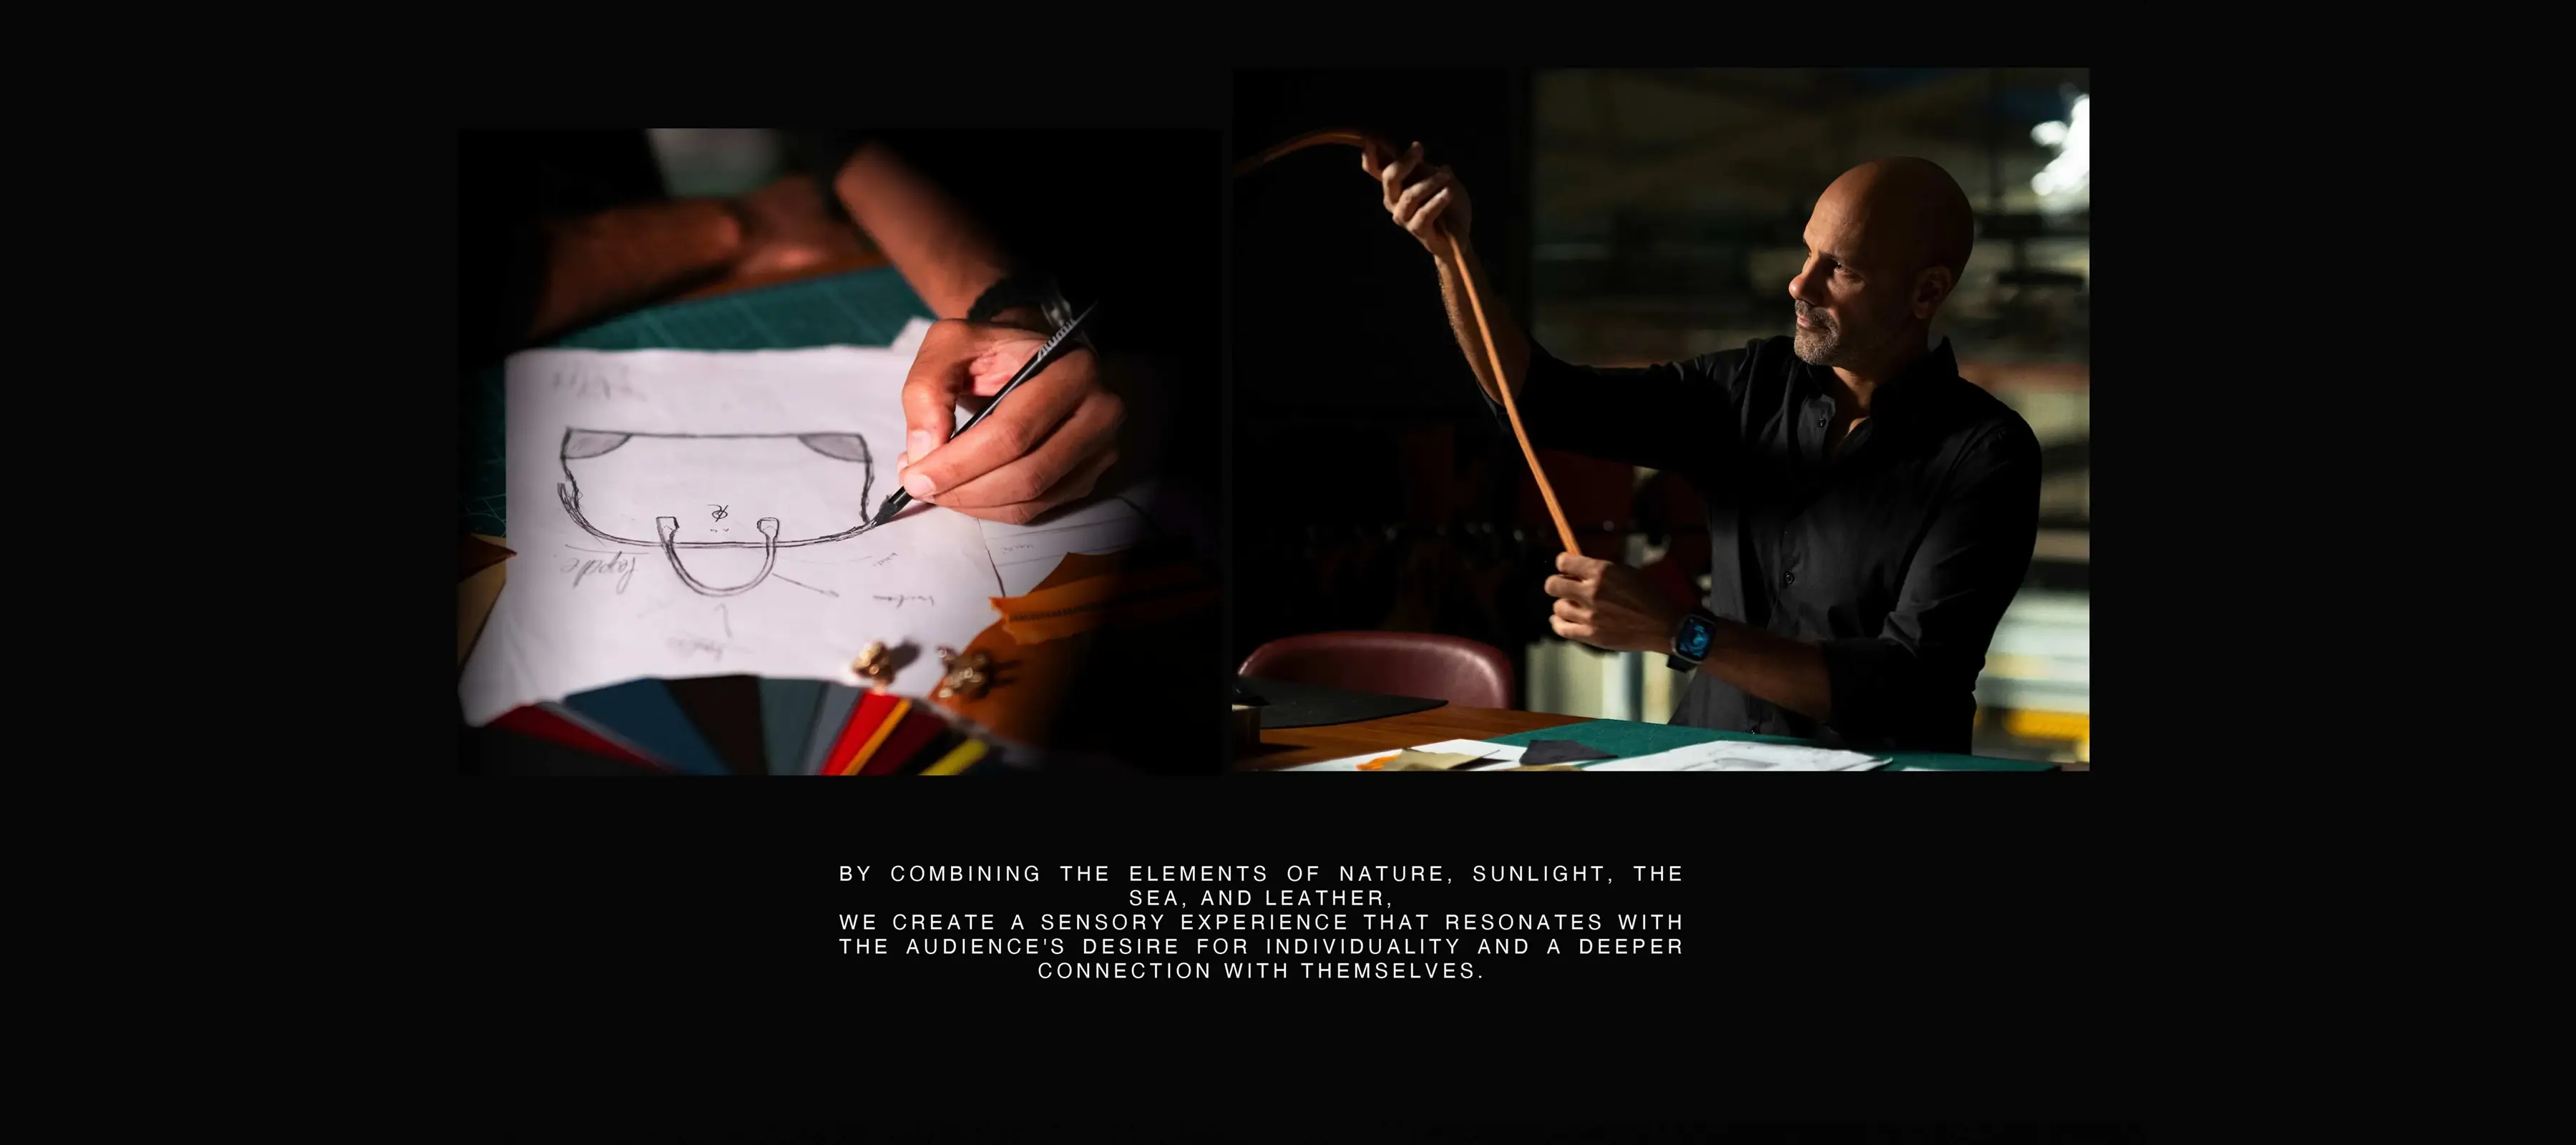 BY COMBINING THE ELEMENTS OF NATURE, SUNLIGHT, THE
SEA, AND LEATHER,
WE CREATE A SENSORY EXPERIENCE THAT RESONATES WITH
THE AUDIENCE'S DESIRE FOR INDIVIDUALITY AND A DEEPER
CONNECTION WITH THEMSELVES.